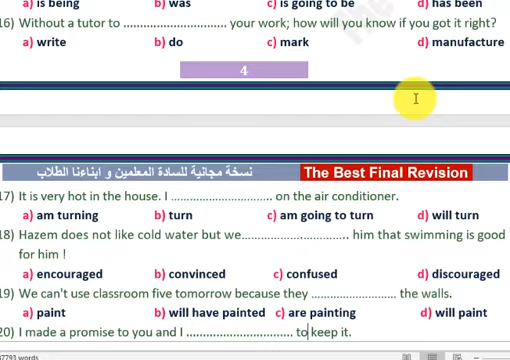 a) is being b) was c) is going to be d) has been
16) Without a tutor to ........................... your work; how will you know if you got it right?
a) write b) do c) mark d) manufacture
4
نسخة مجانية للسادة المعلمين و ابناءنا الطلاب The Best Final Revision
17) It is very hot in the house. I ........................... on the air conditioner.
a) am turning b) turn c) am going to turn d) will turn
18) Hazem does not like cold water but we........................... him that swimming is good
for him !
a) encouraged b) convinced c) confused d) discouraged
19) We can't use classroom five tomorrow because they ...................... the walls.
a) paint b) will have painted c) are painting d) will paint
20) I made a promise to you and I ........................... to keep it.
37793 words